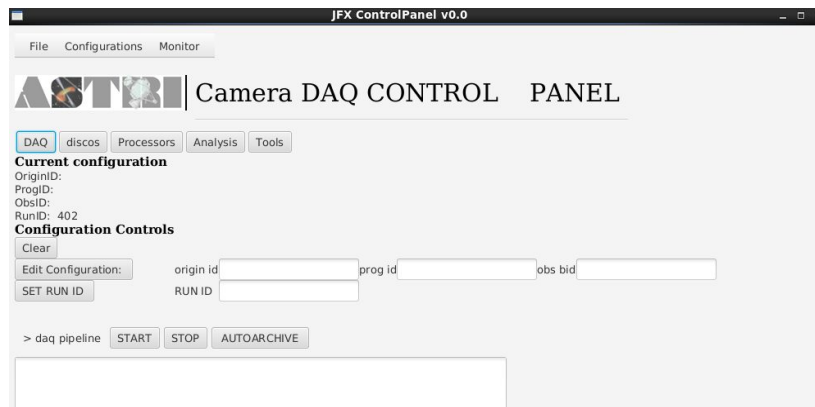 JFX ControlPanel v0.0
File Configurations Monitor
ASTRI Camera DAQ CONTROL PANEL
DAQ discos Processors Analysis Tools
Current configuration
OriginID:
ProgID:
ObsID:
RunID: 402
Configuration Controls
Clear
Edit Configuration: origin id prog id obs bid
SET RUN ID RUN ID
> daq pipeline START STOP AUTOARCHIVE